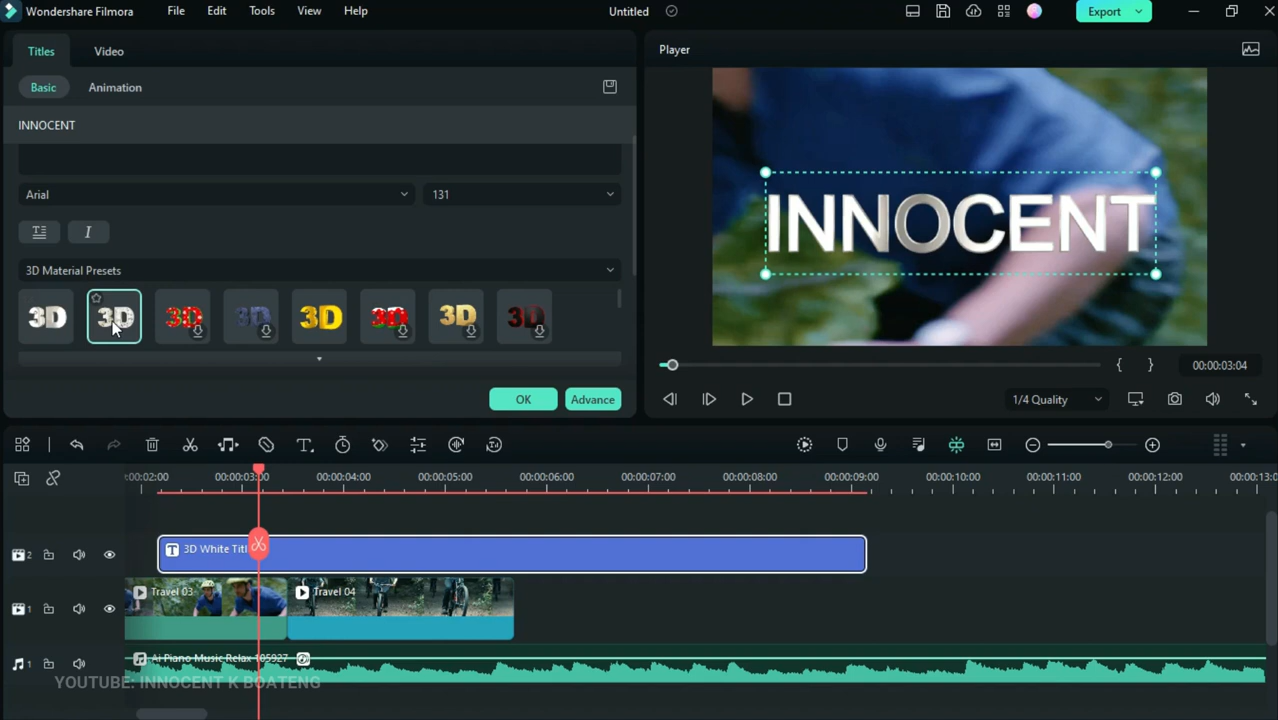 Wondershare Filmora
File
Edit
Tools
View
Help
Untitled
Export
Titles
Video
Basic
Animation
INNOCENT
Arial
131
3D Material Presets
3D
3D
3D
3D
3D
3D
3D
3D
OK
Advance
Player
INNOCENT
{
}
00:00:03:04
1/4 Quality
:00:02:00
00:00:03:00
00:00:04:00
00:00:05:00
00:00:06:00
00:00:07:00
00:00:08:00
00:00:09:00
00:00:10:00
00:00:11:00
00:00:12:00
00:00:13:0
2
T 3D White Titl
1
Travel 03
Travel 04
1
Ai Piano Music Relax 105927
YOUTUBE: INNOCENT K BOATENG